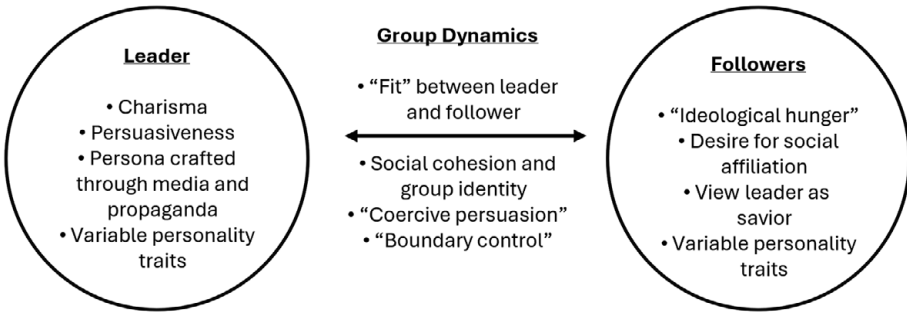 Leader
• Charisma
• Persuasiveness
• Persona crafted
through media and
propaganda
• Variable personality
traits
Group Dynamics
• “Fit” between leader
and follower
• Social cohesion and
group identity
• “Coercive persuasion”
• “Boundary control”
Followers
• “Ideological hunger”
• Desire for social
affiliation
• View leader as
savior
• Variable personality
traits